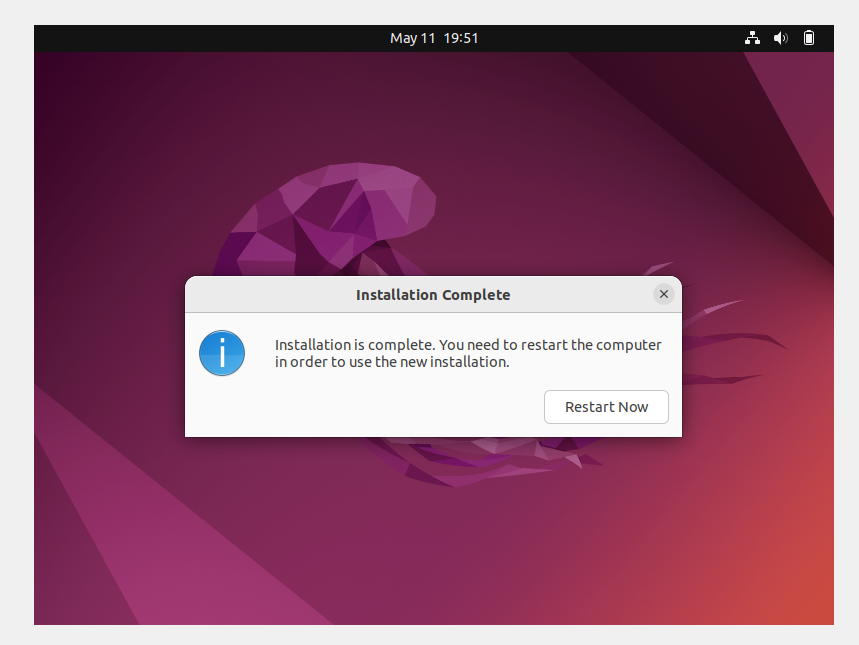 May 11 19:51
Installation Complete
Installation is complete. You need to restart the computer
in order to use the new installation.
Restart Now